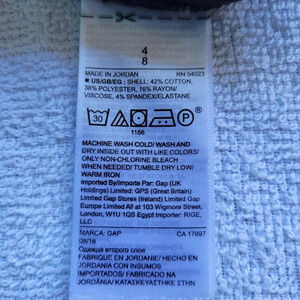 4
8
MADE IN JORDAN RN 54023
■ US/GB/EG : SHELL: 42% COTTON,
38% POLYESTER, 16% RAYON/
VISCOSE, 4% SPANDEX/ELASTANE
30 P
1166
MACHINE WASH COLD/ WASH AND
DRY INSIDE OUT WITH LIKE COLORS/
ONLY NON-CHLORINE BLEACH
WHEN NEEDED/ TUMBLE DRY LOW/
WARM IRON
Imported By/Importe Par: Gap (UK
Holdings) Limited: GPS (Great Britain)
Limited Gap Stores (Ireland) Limited Gap
Europe Limited All at 103 Wigmore Street,
London, W1U 1QS Egypt Importer: RIGE,
LLC
MARCA: GAP CA 17897
08/18
Одежда второго слоя
FABRIQUÉ EN JORDANIE/ HECHO EN
JORDANIA CON INSUMOS
IMPORTADOS/ FABRICADO NA
JORDÂNIA/ ΚΑΤΑΣΚΕΥΑΣΤΗΚΕ ΣΤΗΝ